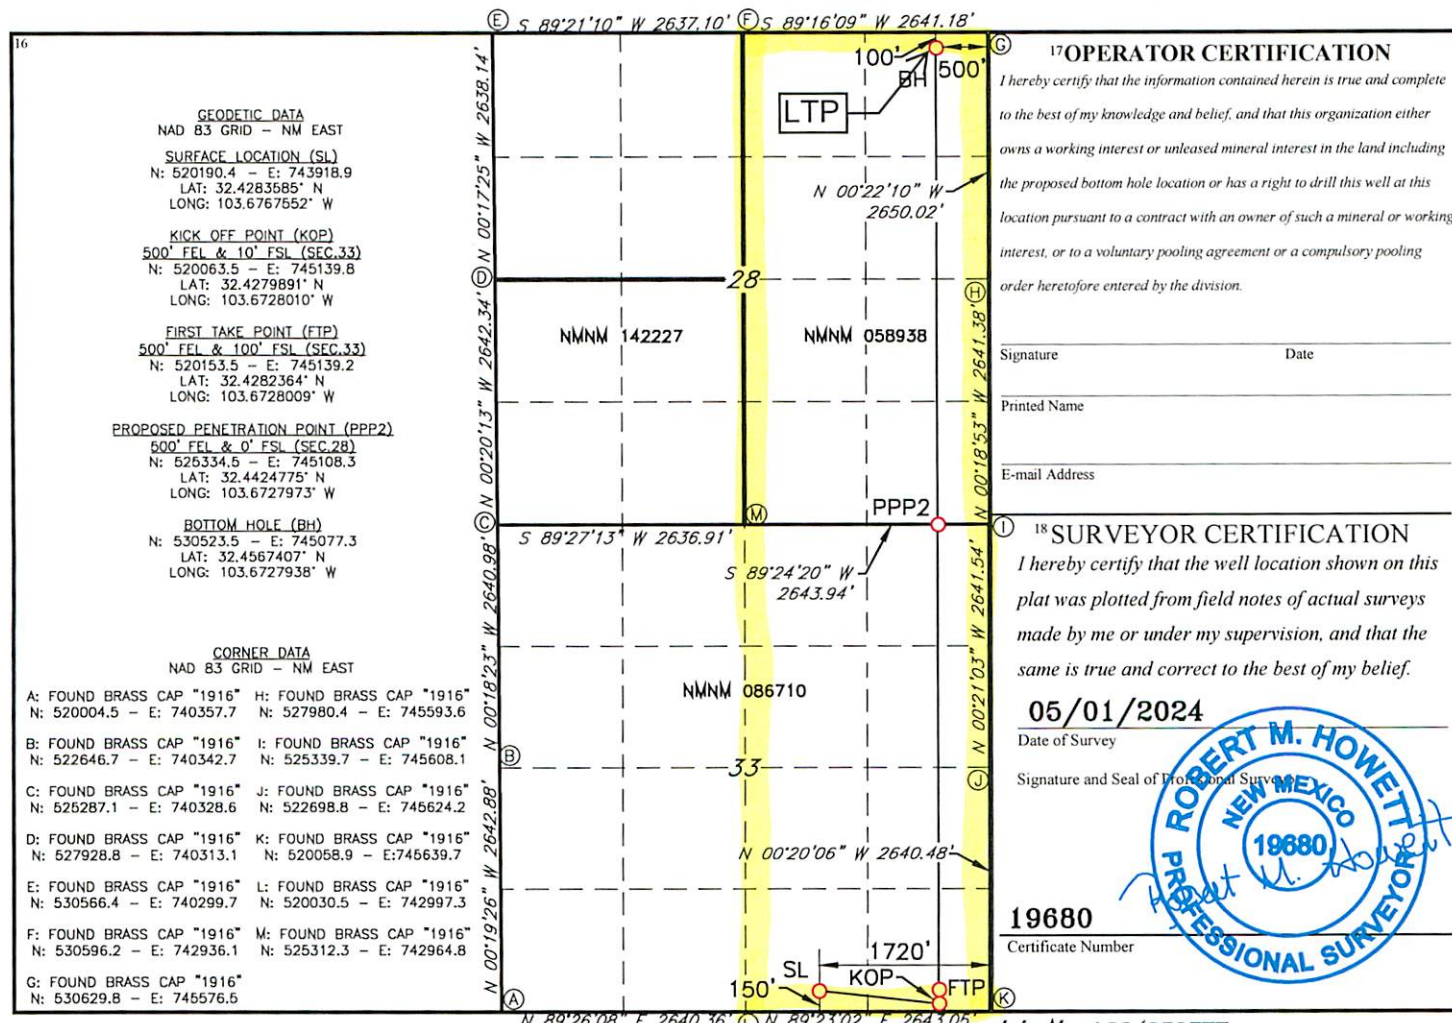 16
GEODETIC DATA
NAD 83 GRID – NM EAST
SURFACE LOCATION (SL)
N: 520190.4 – E: 743918.9
LAT: 32.4283585° N
LONG: 103.6767552° W
KICK OFF POINT (KOP)
500' FEL & 10' FSL (SEC.33)
N: 520063.5 – E: 745139.8
LAT: 32.4279891° N
LONG: 103.6728010° W
FIRST TAKE POINT (FTP)
500' FEL & 100' FSL (SEC.33)
N: 520153.5 – E: 745139.2
LAT: 32.4282364° N
LONG: 103.6728009° W
PROPOSED PENETRATION POINT (PPP2)
500' FEL & 0' FSL (SEC.28)
N: 525334.5 – E: 745108.3
LAT: 32.4424775° N
LONG: 103.6727973° W
BOTTOM HOLE (BH)
N: 530523.5 – E: 745077.3
LAT: 32.4567407° N
LONG: 103.6727938° W
CORNER DATA
NAD 83 GRID – NM EAST
A: FOUND BRASS CAP "1916"
N: 520004.5 – E: 740357.7
B: FOUND BRASS CAP "1916"
N: 522646.7 – E: 740342.7
C: FOUND BRASS CAP "1916"
N: 525287.1 – E: 740328.6
D: FOUND BRASS CAP "1916"
N: 527928.8 – E: 740313.1
E: FOUND BRASS CAP "1916"
N: 530566.4 – E: 740299.7
F: FOUND BRASS CAP "1916"
N: 530596.2 – E: 742936.1
G: FOUND BRASS CAP "1916"
N: 530629.8 – E: 745576.5
H: FOUND BRASS CAP "1916"
N: 527980.4 – E: 745593.6
I: FOUND BRASS CAP "1916"
N: 525339.7 – E: 745608.1
J: FOUND BRASS CAP "1916"
N: 522698.8 – E: 745624.2
K: FOUND BRASS CAP "1916"
N: 520058.9 – E:745639.7
L: FOUND BRASS CAP "1916"
N: 520030.5 – E: 742997.3
M: FOUND BRASS CAP "1916"
N: 525312.3 – E: 742964.8
E
S 89°21'10" W 2637.10'
F
S 89°16'09" W 2641.18'
G
100'
BH
500'
LTP
N 00°17'25" W 2638.14'
N 00°22'10" W
2650.02'
D
28
H
NMNM 142227
NMNM 058938
N 00°20'13" W 2642.34'
N 00°18'53" W 2641.38'
PPP2
C
M
I
S 89°27'13" W 2636.91'
S 89°24'20" W
2643.94'
N 00°18'23" W 2640.98'
N 00°21'03" W 2641.54'
NMNM 086710
B
33
J
N 00°19'26" W 2642.88'
N 00°20'06" W 2640.48'
1720'
SL
KOP
150'
FTP
A
K
N 89°26'08" E 2640.36'
L
N 89°23'02" E 2643.05'
17 OPERATOR CERTIFICATION
I hereby certify that the information contained herein is true and complete
to the best of my knowledge and belief, and that this organization either
owns a working interest or unleased mineral interest in the land including
the proposed bottom hole location or has a right to drill this well at this
location pursuant to a contract with an owner of such a mineral or working
interest, or to a voluntary pooling agreement or a compulsory pooling
order heretofore entered by the division.
Signature Date
Printed Name
E-mail Address
18 SURVEYOR CERTIFICATION
I hereby certify that the well location shown on this
plat was plotted from field notes of actual surveys
made by me or under my supervision, and that the
same is true and correct to the best of my belief.
05/01/2024
Date of Survey
Signature and Seal of Professional Surveyor
ROBERT M. HOWETT
NEW MEXICO
19680
PROFESSIONAL SURVEYOR
Robert M. Howett
19680
Certificate Number